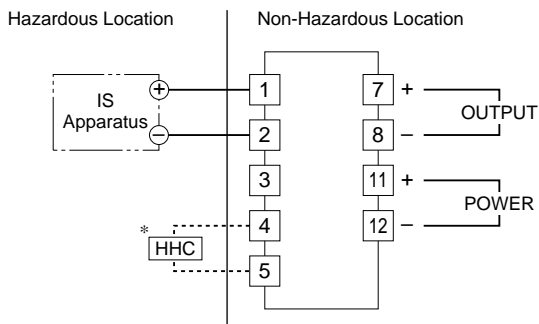 Hazardous Location
Non-Hazardous Location
IS
Apparatus
+
–
1
2
3
4
5
* HHC
7 +
8 –
OUTPUT
11 +
12 –
POWER